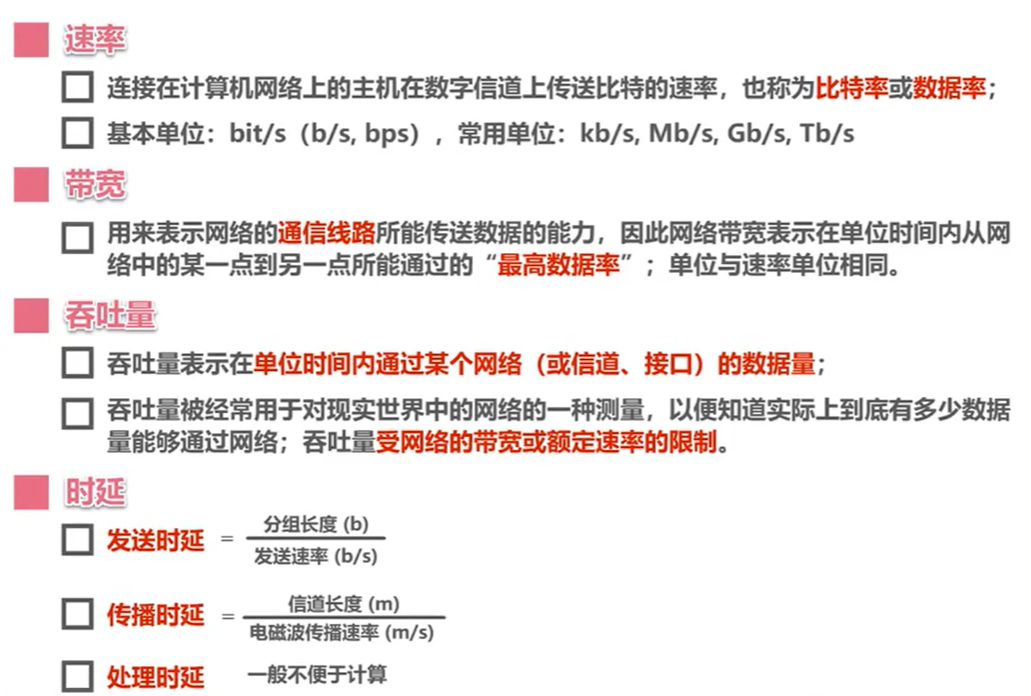 速率
连接在计算机网络上的主机在数字信道上传送比特的速率，也称为比特率或数据率；
基本单位：bit/s（b/s, bps），常用单位：kb/s, Mb/s, Gb/s, Tb/s
带宽
用来表示网络的通信线路所能传送数据的能力，因此网络带宽表示在单位时间内从网
络中的某一点到另一点所能通过的“最高数据率”；单位与速率单位相同。
吞吐量
吞吐量表示在单位时间内通过某个网络（或信道、接口）的数据量；
吞吐量被经常用于对现实世界中的网络的一种测量，以便知道实际上到底有多少数据
量能够通过网络；吞吐量受网络的带宽或额定速率的限制。
时延
发送时延 =
分组长度 (b)
发送速率 (b/s)
传播时延 =
信道长度 (m)
电磁波传播速率 (m/s)
处理时延 一般不便于计算